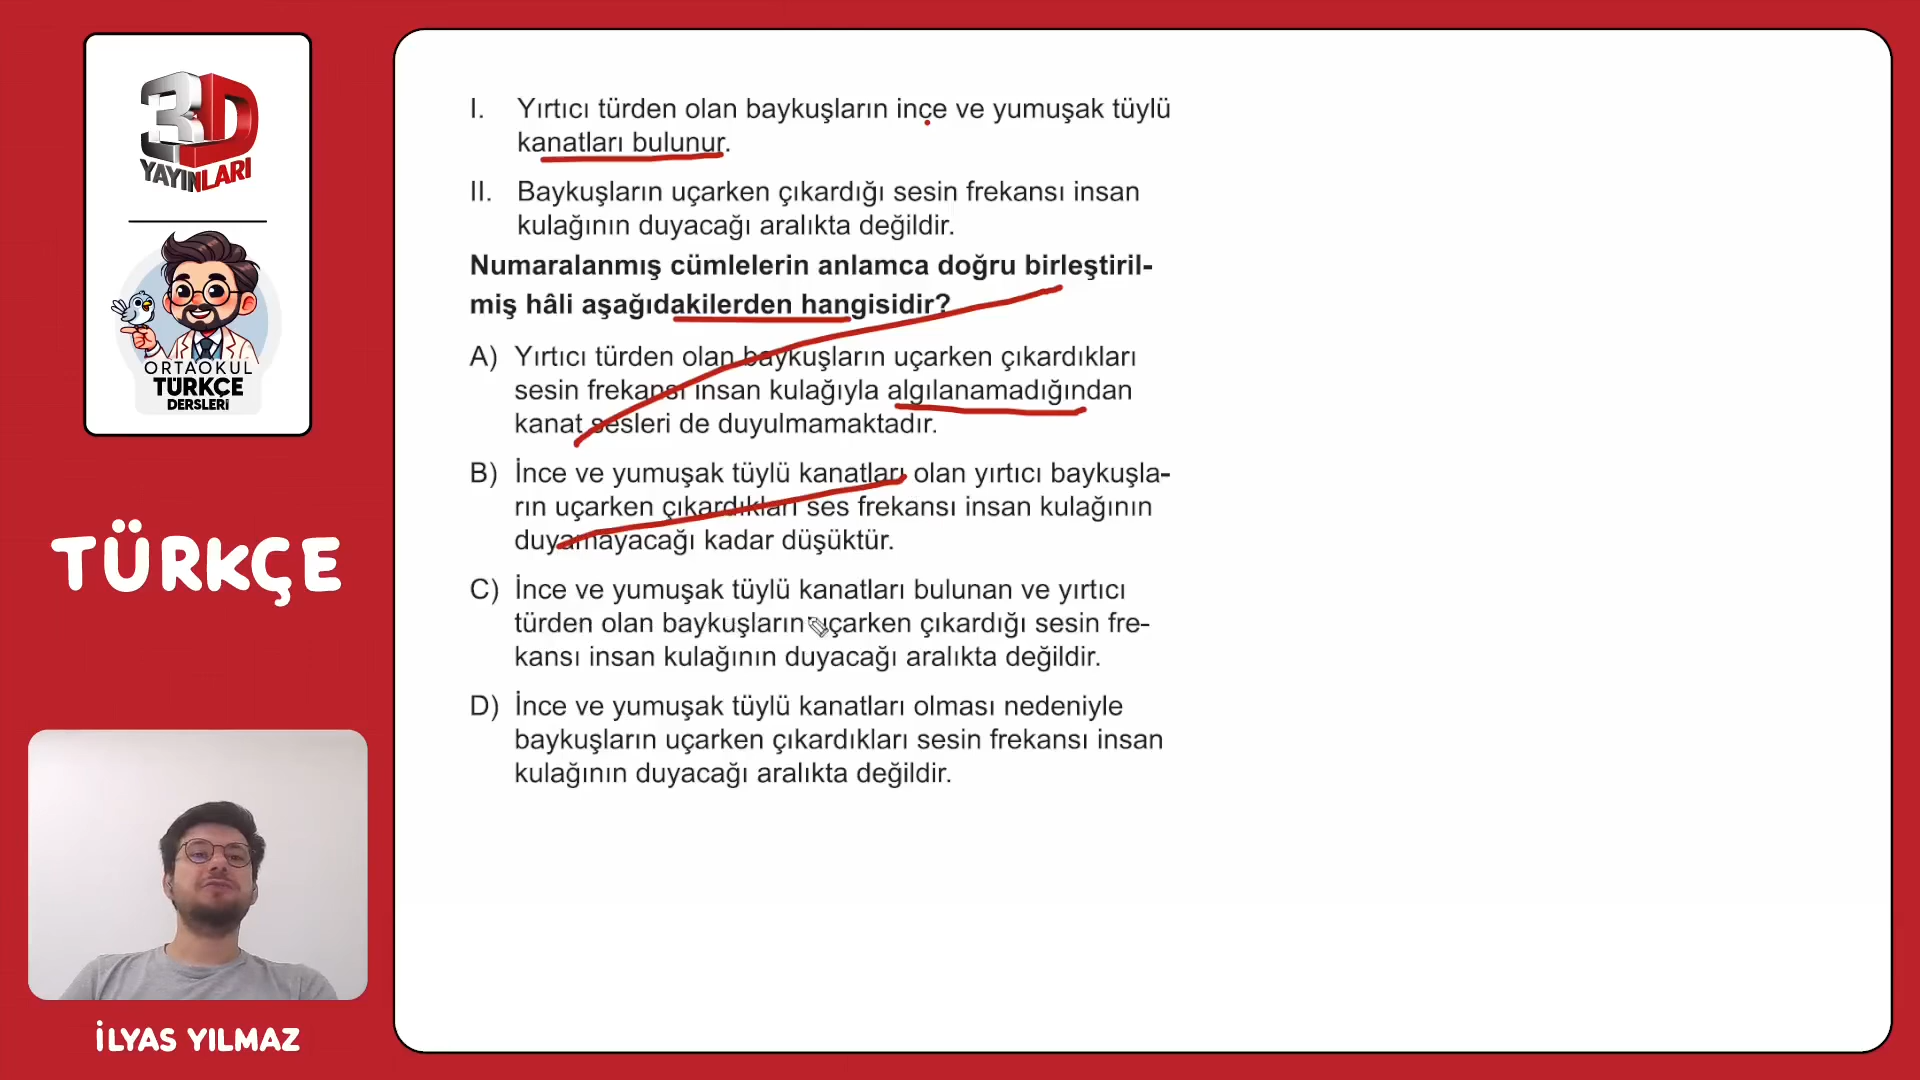 3D
YAYINLARI
ORTAOKUL
TÜRKÇE
DERSLERİ
TÜRKÇE
İLYAS YILMAZ
I. Yırtıcı türden olan baykuşların ince ve yumuşak tüylü
kanatları bulunur.
II. Baykuşların uçarken çıkardığı sesin frekansı insan
kulağının duyacağı aralıkta değildir.
Numaralanmış cümlelerin anlamca doğru birleştiril-
miş hâli aşağıdakilerden hangisidir?
A) Yırtıcı türden olan baykuşların uçarken çıkardıkları
sesin frekansı insan kulağıyla algılanamadığından
kanat sesleri de duyulmamaktadır.
B) İnce ve yumuşak tüylü kanatları olan yırtıcı baykuşla-
rın uçarken çıkardıkları ses frekansı insan kulağının
duyamayacağı kadar düşüktür.
C) İnce ve yumuşak tüylü kanatları bulunan ve yırtıcı
türden olan baykuşların uçarken çıkardığı sesin fre-
kansı insan kulağının duyacağı aralıkta değildir.
D) İnce ve yumuşak tüylü kanatları olması nedeniyle
baykuşların uçarken çıkardıkları sesin frekansı insan
kulağının duyacağı aralıkta değildir.